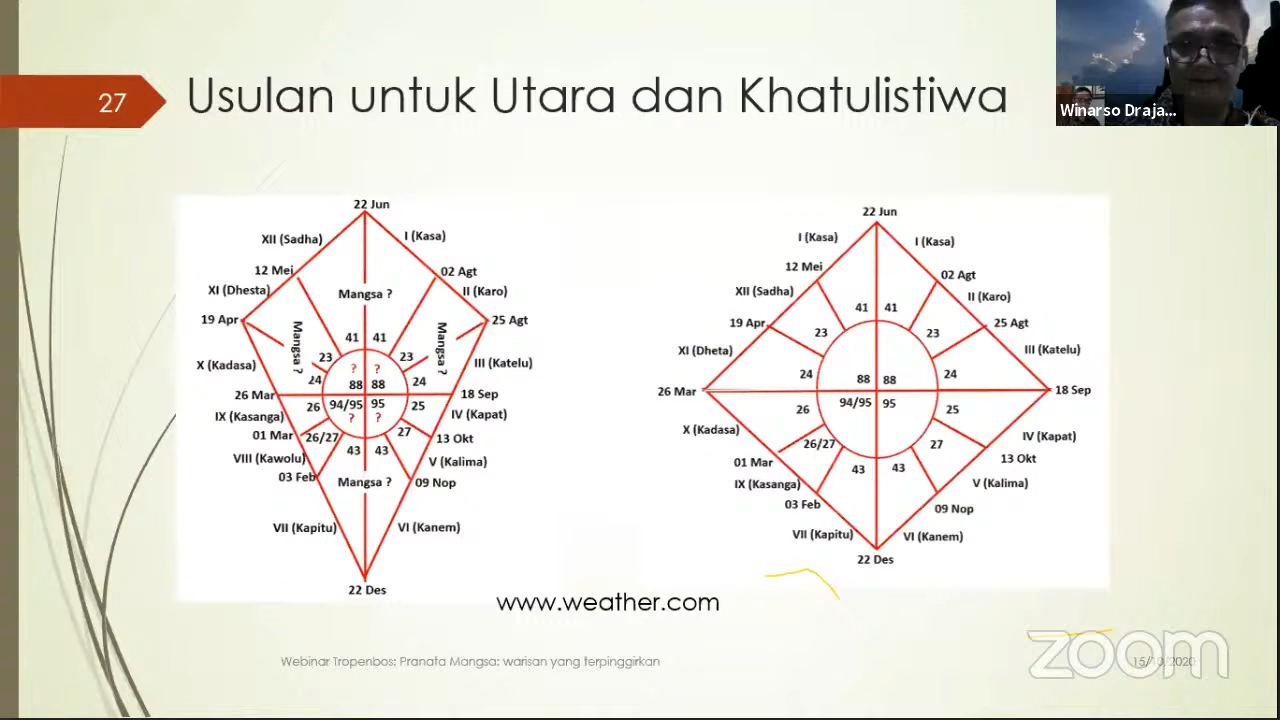 27
Usulan untuk Utara dan Khatulistiwa
Winarso Draja...
22 Jun
XII (Sadha)
I (Kasa)
12 Mei
02 Agt
XI (Dhesta)
II (Karo)
Mangsa ?
19 Apr
25 Agt
Mangsa ?
Mangsa ?
41
41
23
23
X (Kadasa)
III (Katelu)
24
?
?
24
88
88
26 Mar
18 Sep
26
94/95
95
25
IX (Kasanga)
?
?
IV (Kapat)
01 Mar
26/27
27
13 Okt
43
43
VIII (Kawolu)
V (Kalima)
03 Feb
Mangsa ?
09 Nop
VII (Kapitu)
VI (Kanem)
22 Des
22 Jun
I (Kasa)
I (Kasa)
12 Mei
02 Agt
XII (Sadha)
II (Karo)
41
41
19 Apr
23
23
25 Agt
XI (Dheta)
III (Katelu)
24
24
88
88
26 Mar
18 Sep
26
94/95
95
25
X (Kadasa)
IV (Kapat)
26/27
27
01 Mar
13 Okt
43
43
IX (Kasanga)
V (Kalima)
03 Feb
09 Nop
VII (Kapitu)
VI (Kanem)
22 Des
www.weather.com
Webinar Tropenbos: Pranata Mangsa: warisan yang terpinggirkan
15/10/2020
zoom